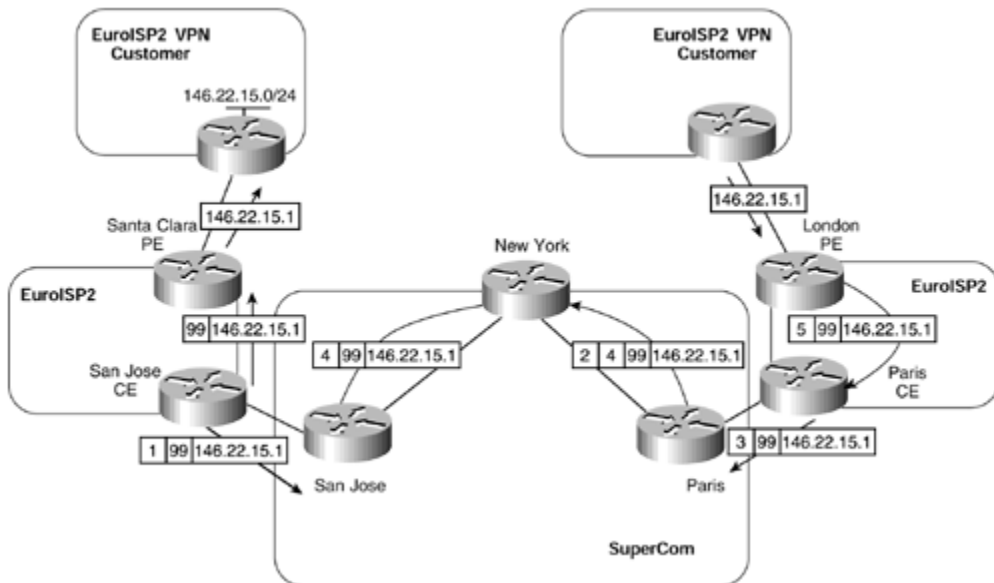 EuroISP2 VPN
Customer
146.22.15.0/24
EuroISP2 VPN
Customer
146.22.15.1
Santa Clara
PE
146.22.15.1
London
PE
New York
EuroISP2
EuroISP2
99 146.22.15.1
4 99 146.22.15.1
2 4 99 146.22.15.1
5 99 146.22.15.1
San Jose
CE
Paris
CE
1 99 146.22.15.1
3 99 146.22.15.1
San Jose
Paris
SuperCom